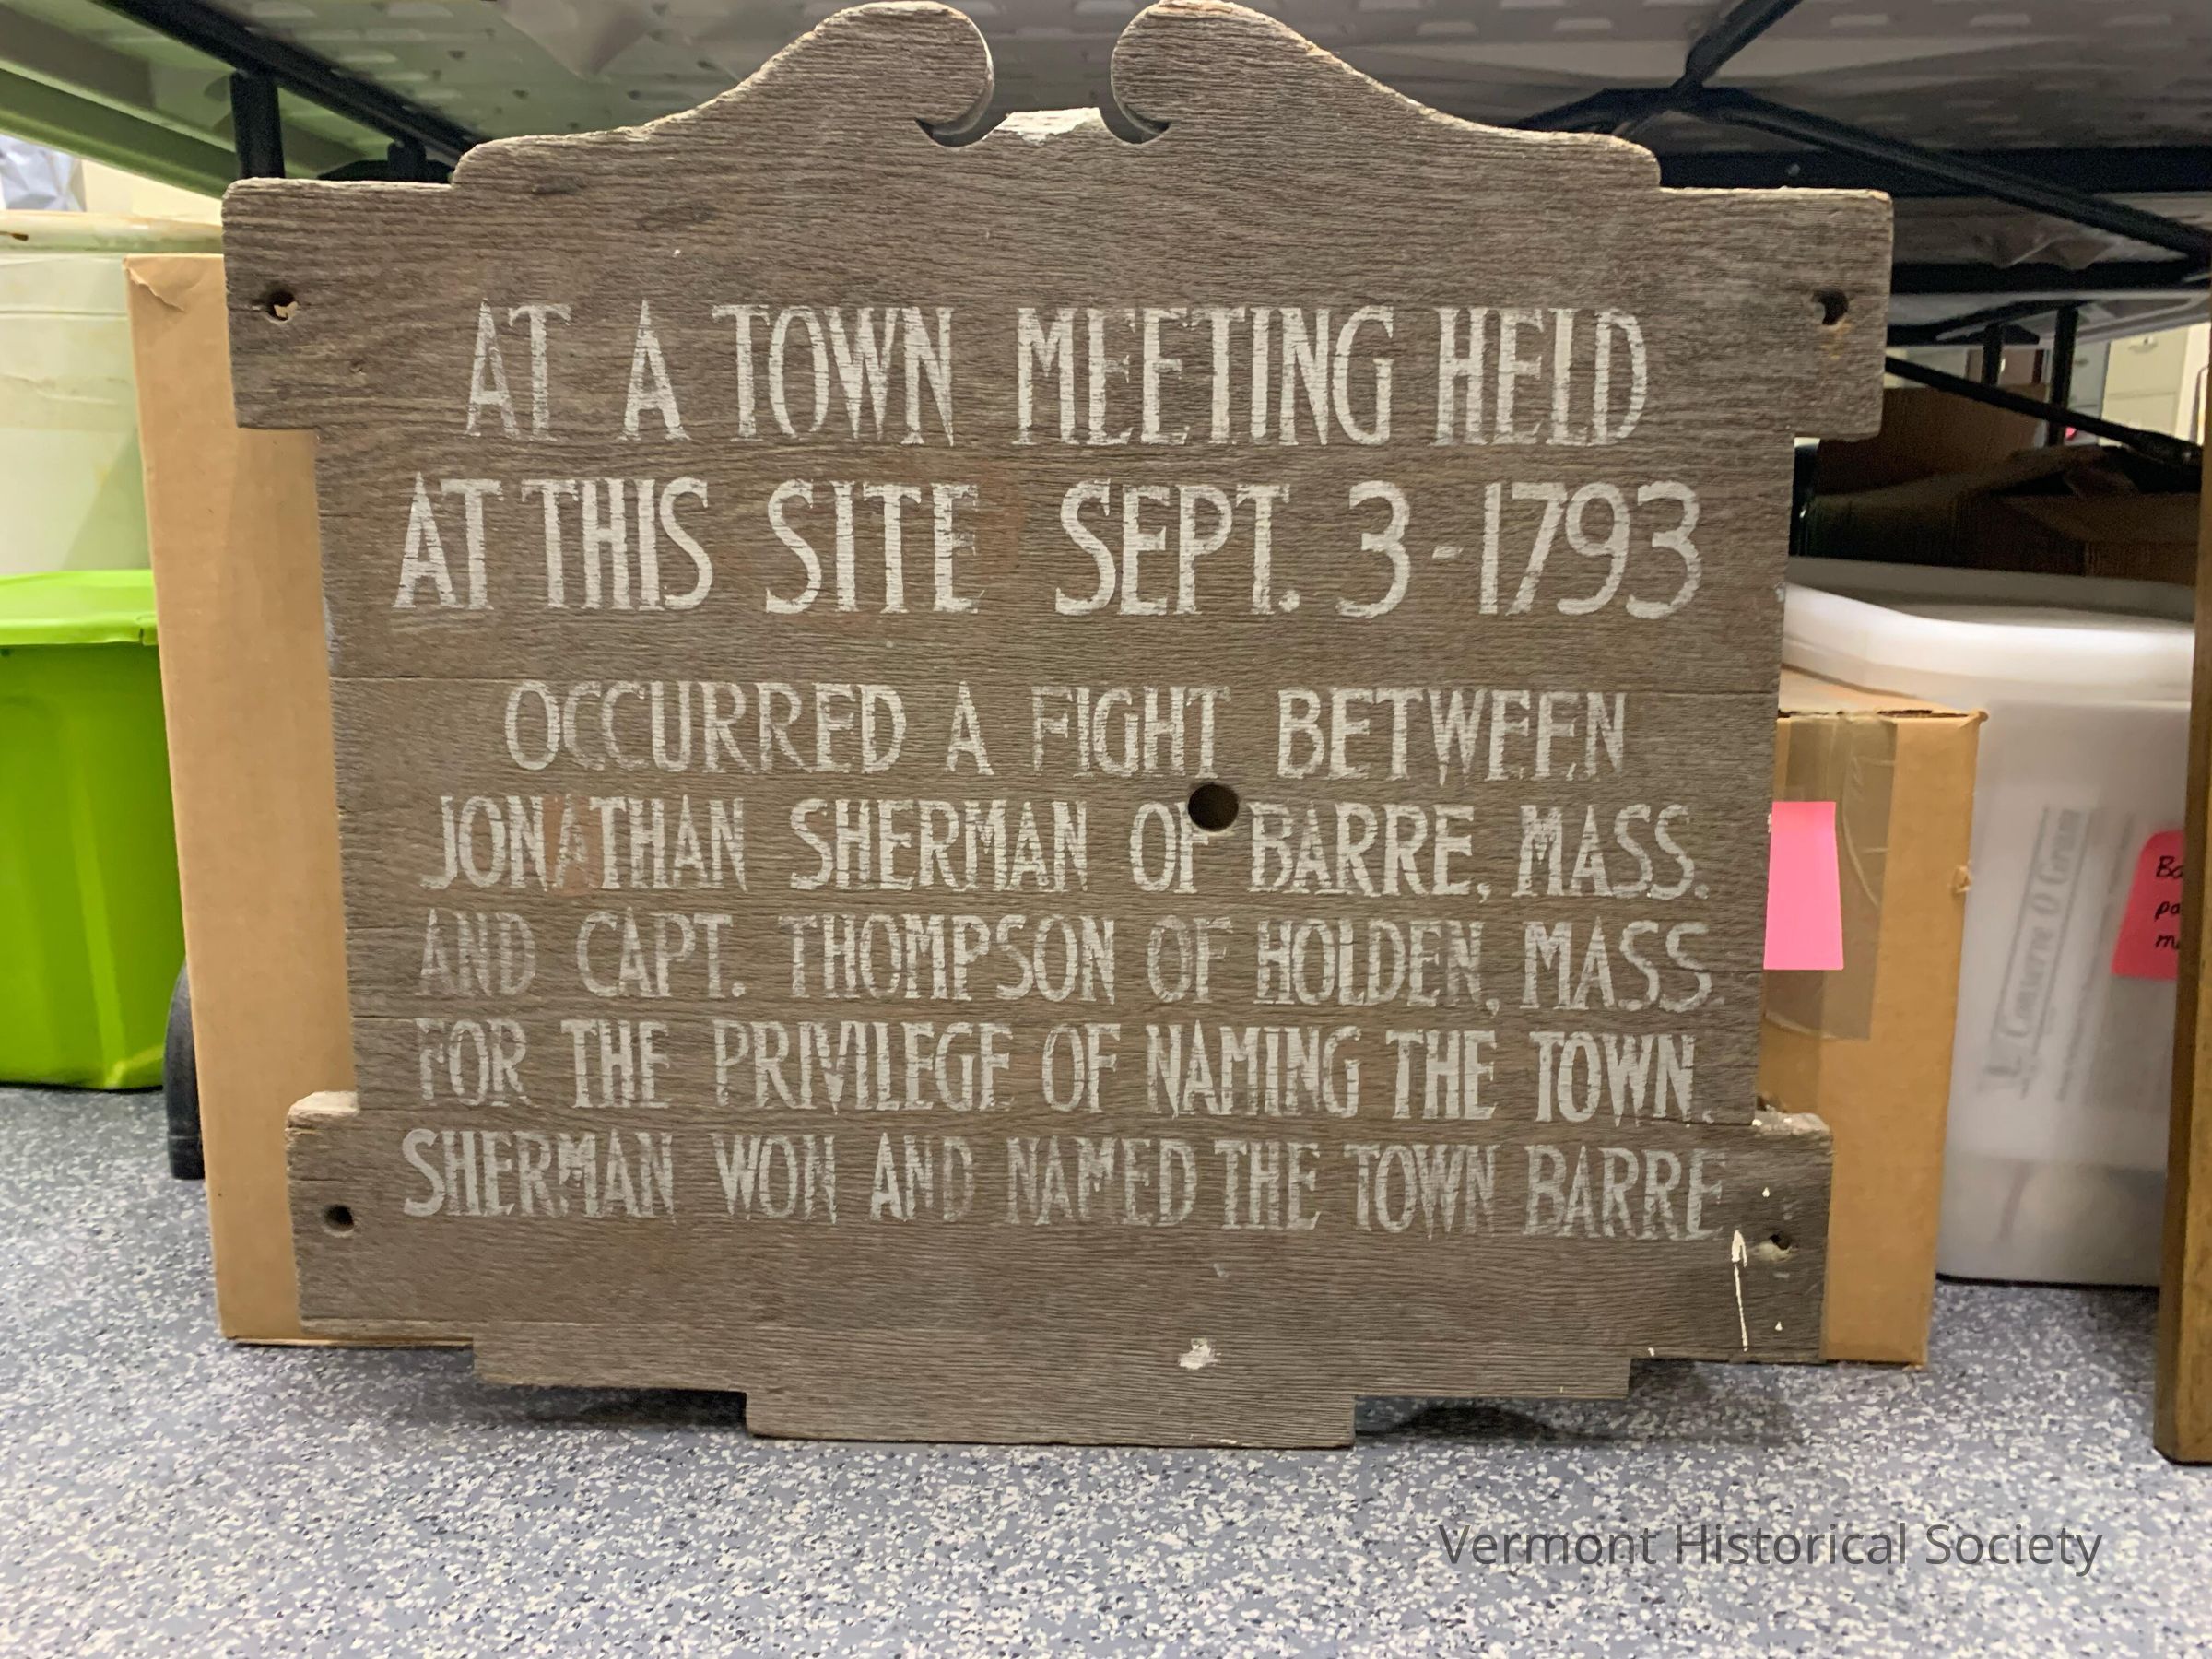 AT A TOWN MEETING HELD
AT THIS SITE SEPT. 3-1793
OCCURRED A FIGHT BETWEEN
JONATHAN SHERMAN OF BARRE, MASS.
AND CAPT. THOMPSON OF HOLDEN, MASS.
FOR THE PRIVILEGE OF NAMING THE TOWN.
SHERMAN WON AND NAMED THE TOWN BARRE
Vermont Historical Society